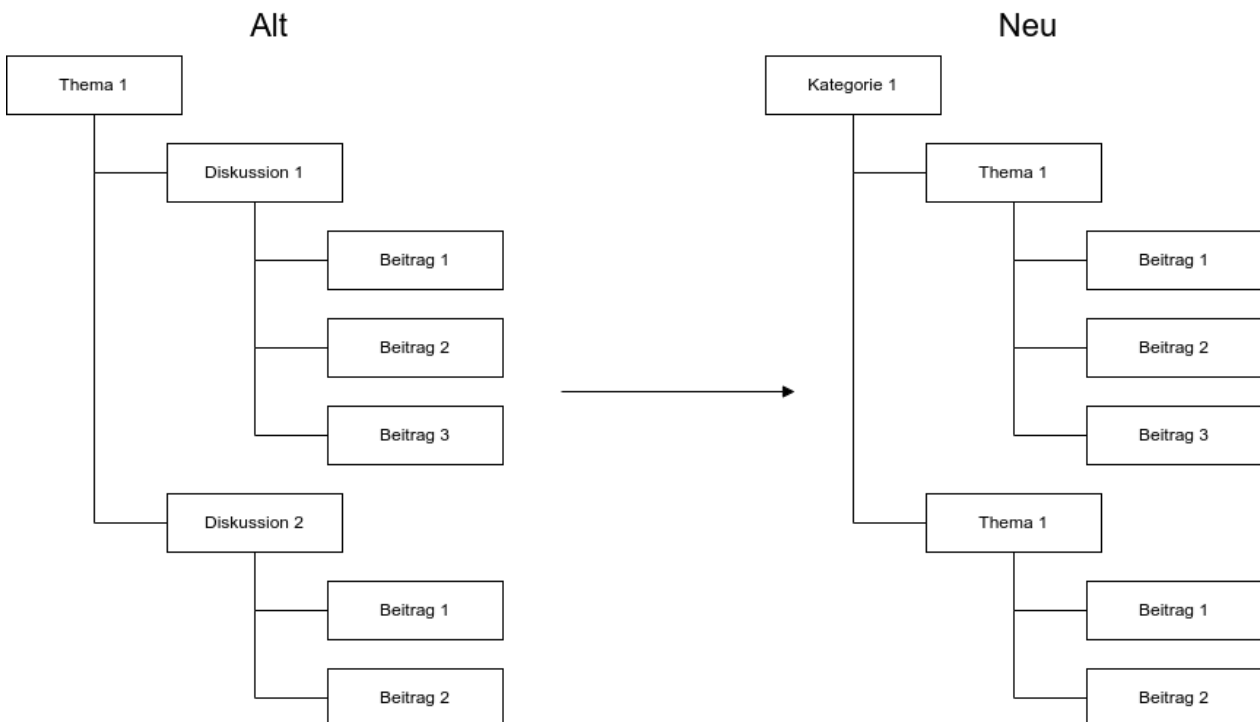 Alt
Thema 1
Diskussion 1
Beitrag 1
Beitrag 2
Beitrag 3
Diskussion 2
Beitrag 1
Beitrag 2
Neu
Kategorie 1
Thema 1
Beitrag 1
Beitrag 2
Beitrag 3
Thema 1
Beitrag 1
Beitrag 2